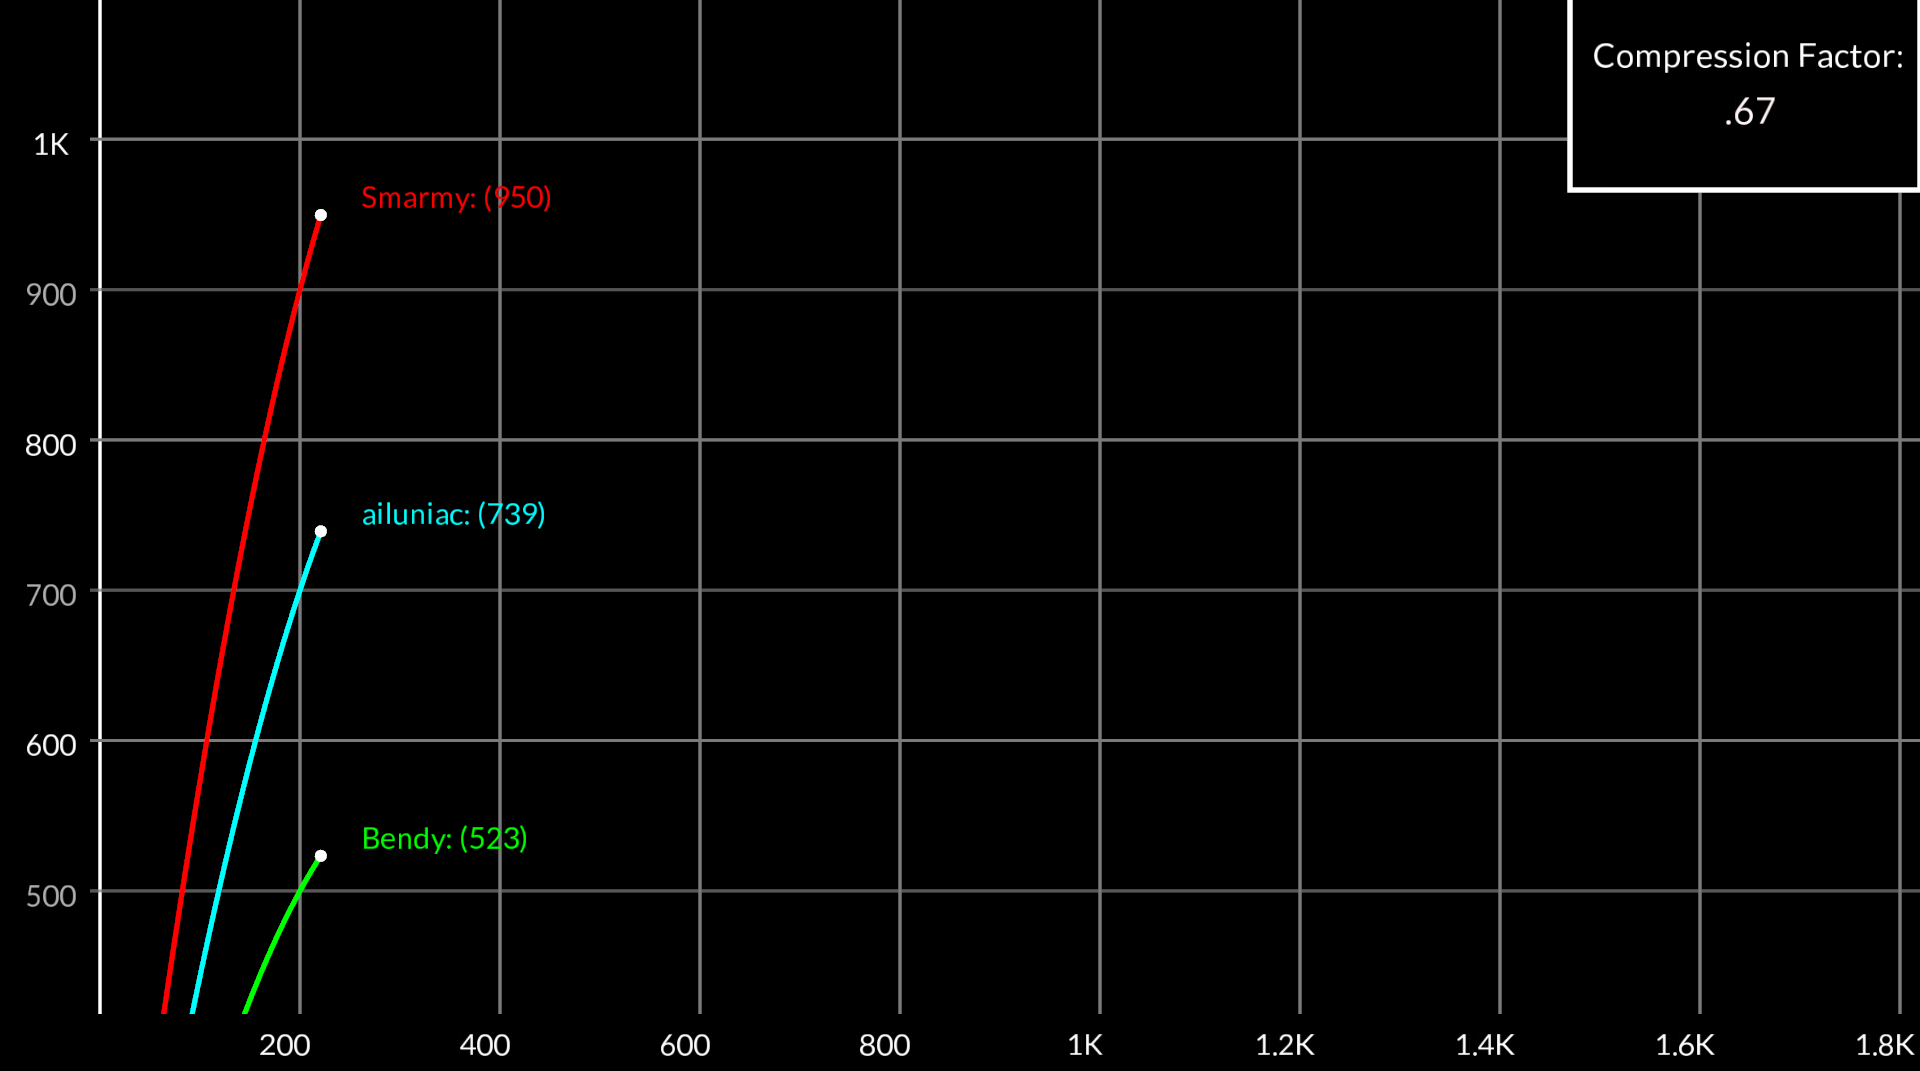 Compression Factor:
.67
1K
Smarmy: (950)
900
800
ailuniac: (739)
700
600
Bendy: (523)
500
200 400 600 800 1K 1.2K 1.4K 1.6K 1.8K